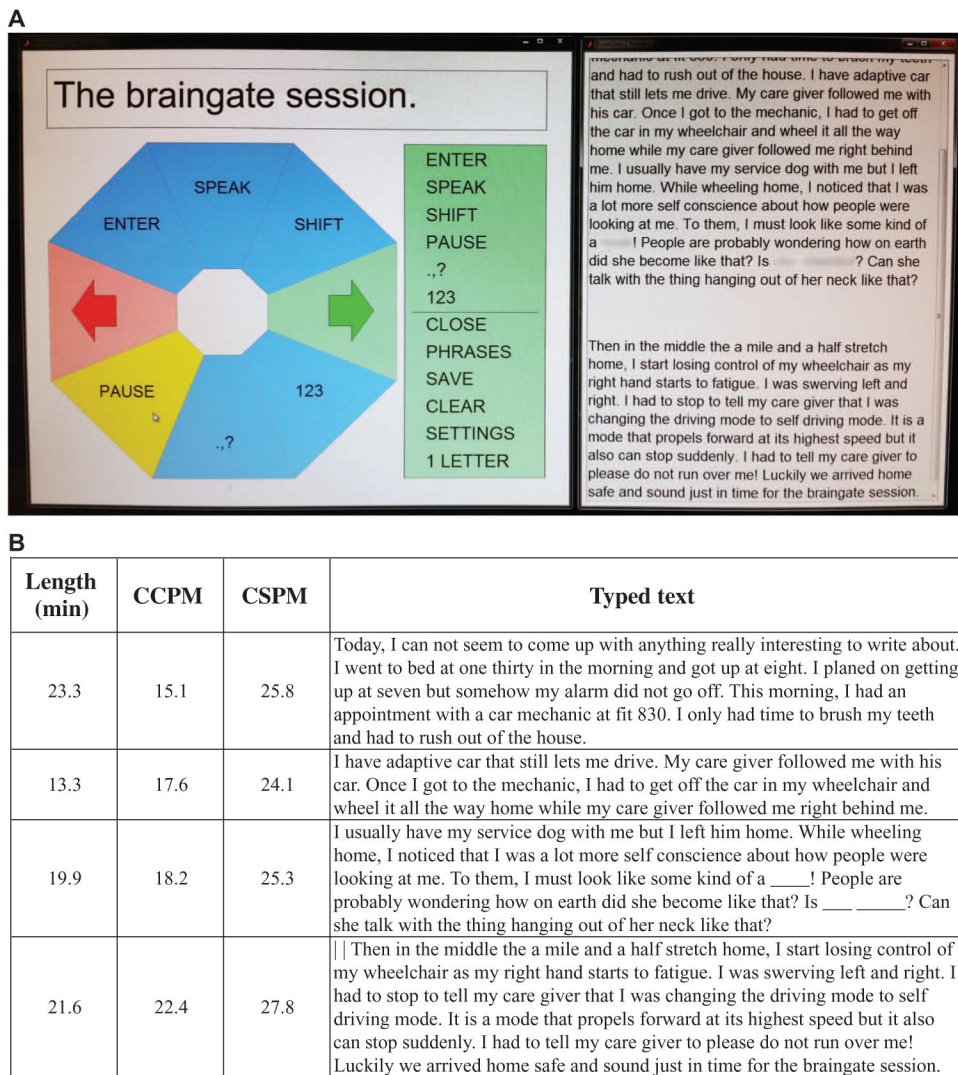 A
The braingate session.
SPEAK
ENTER
SHIFT
PAUSE
123
.,?
ENTER
SPEAK
SHIFT
PAUSE
.,?
123
CLOSE
PHRASES
SAVE
CLEAR
SETTINGS
1 LETTER
and had to rush out of the house. I have adaptive car
that still lets me drive. My care giver followed me with
his car. Once I got to the mechanic, I had to get off
the car in my wheelchair and wheel it all the way
home while my care giver followed me right behind
me. I usually have my service dog with me but I left
him home. While wheeling home, I noticed that I was
a lot more self conscience about how people were
looking at me. To them, I must look like some kind of
a ! People are probably wondering how on earth
did she become like that? Is ? Can she
talk with the thing hanging out of her neck like that?
Then in the middle the a mile and a half stretch
home, I start losing control of my wheelchair as my
right hand starts to fatigue. I was swerving left and
right. I had to stop to tell my care giver that I was
changing the driving mode to self driving mode. It is a
mode that propels forward at its highest speed but it
also can stop suddenly. I had to tell my care giver to
please do not run over me! Luckily we arrived home
safe and sound just in time for the braingate session.
B
Length (min) CCPM CSPM Typed text
23.3 15.1 25.8
Today, I can not seem to come up with anything really interesting to write about.
I went to bed at one thirty in the morning and got up at eight. I planed on getting
up at seven but somehow my alarm did not go off. This morning, I had an
appointment with a car mechanic at fit 830. I only had time to brush my teeth
and had to rush out of the house.
13.3 17.6 24.1
I have adaptive car that still lets me drive. My care giver followed me with his
car. Once I got to the mechanic, I had to get off the car in my wheelchair and
wheel it all the way home while my care giver followed me right behind me.
19.9 18.2 25.3
I usually have my service dog with me but I left him home. While wheeling
home, I noticed that I was a lot more self conscience about how people were
looking at me. To them, I must look like some kind of a ____! People are
probably wondering how on earth did she become like that? Is ___ _____? Can
she talk with the thing hanging out of her neck like that?
21.6 22.4 27.8
| | Then in the middle the a mile and a half stretch home, I start losing control of
my wheelchair as my right hand starts to fatigue. I was swerving left and right. I
had to stop to tell my care giver that I was changing the driving mode to self
driving mode. It is a mode that propels forward at its highest speed but it also
can stop suddenly. I had to tell my care giver to please do not run over me!
Luckily we arrived home safe and sound just in time for the braingate session.